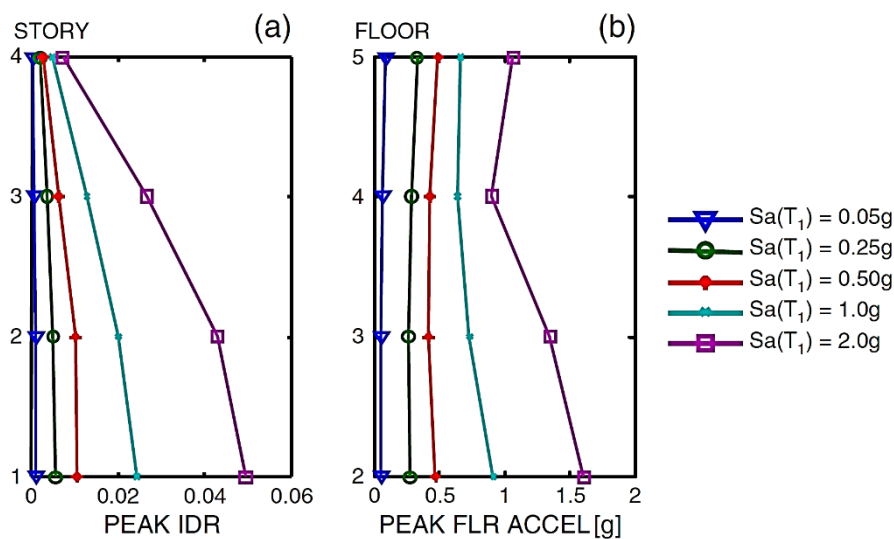 STORY (a)
4
3
2
1
0 0.02 0.04 0.06
PEAK IDR
FLOOR (b)
5
4
3
2
0 0.5 1 1.5 2
PEAK FLR ACCEL [g]
Sa(T₁) = 0.05g
Sa(T₁) = 0.25g
Sa(T₁) = 0.50g
Sa(T₁) = 1.0g
Sa(T₁) = 2.0g